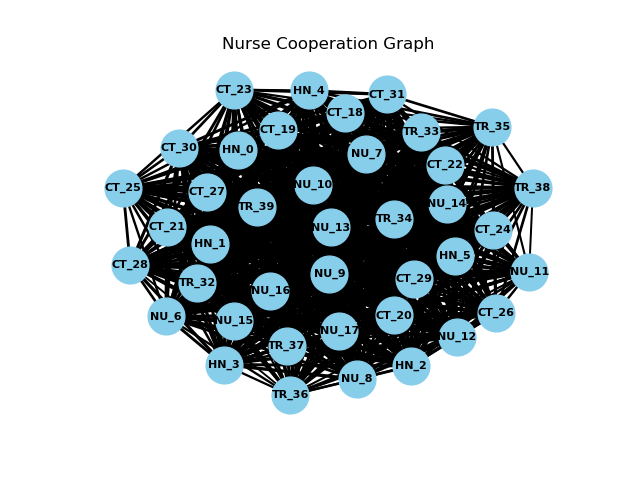 Nurse Cooperation Graph
CT_23
HN_4
CT_31
CT_18
CT_19
TR_35
TR_33
CT_30
HN_0
NU_7
CT_22
NU_10
CT_25
TR_38
CT_27
NU_14
TR_39
TR_34
CT_21
NU_13
CT_24
HN_1
HN_5
CT_28
NU_11
NU_9
CT_29
TR_32
NU_16
CT_26
NU_6
CT_20
NU_15
NU_17
NU_12
TR_37
HN_3
HN_2
NU_8
TR_36